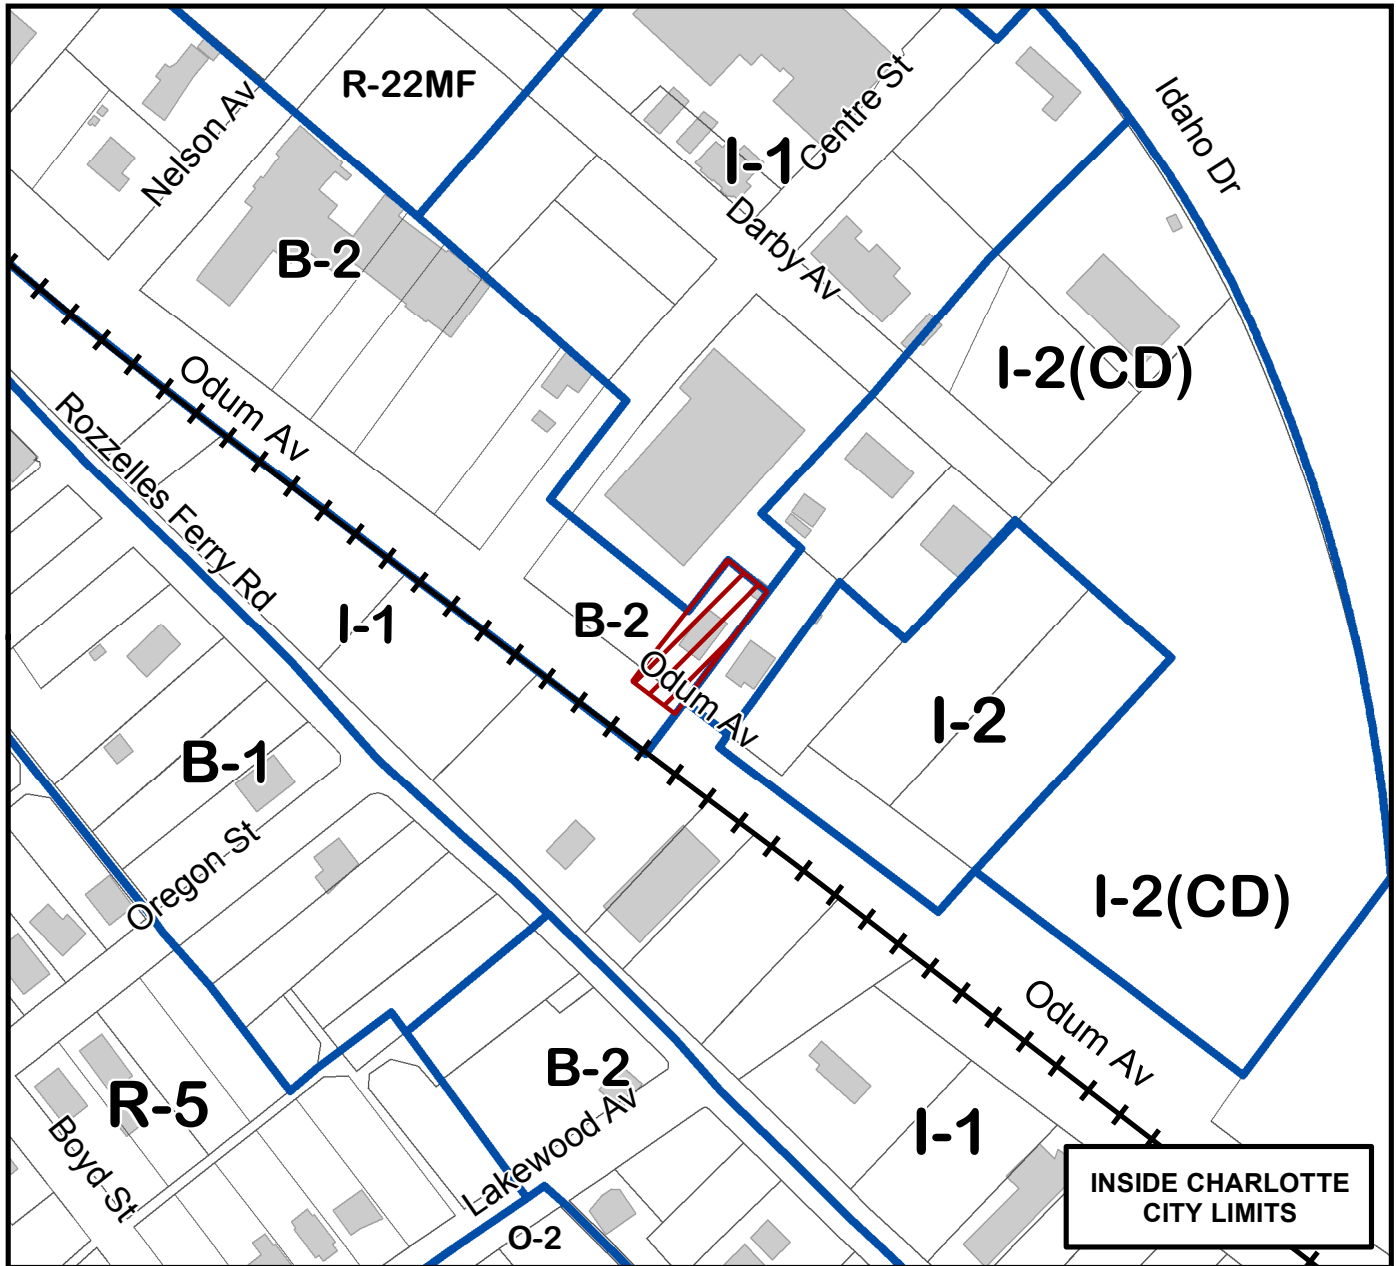 R-22MF
Nelson Av
Centre St
Idaho Dr
I-1
Darby Av
B-2
I-2(CD)
Odum Av
Rozzelles Ferry Rd
I-1
B-2
Odum Av
I-2
B-1
Oregon St
I-2(CD)
Odum Av
B-2
R-5
Lakewood Av
I-1
Boyd St
O-2
INSIDE CHARLOTTE
CITY LIMITS